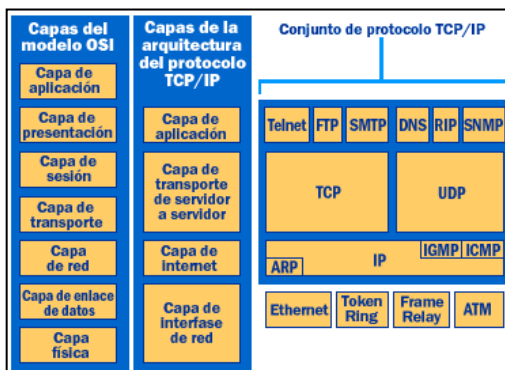 Capas del
modelo OSI
Capa de
aplicación
Capa de
presentación
Capa de
sesión
Capa de
transporte
Capa
de red
Capa de enlace
de datos
Capa
física
Capas de la
arquitectura
del protocolo
TCP/IP
Capa de
aplicación
Capa de
transporte
de servidor
a servidor
Capa de
internet
Capa de
interfase
de red
Conjunto de protocolo TCP/IP
Telnet FTP SMTP DNS RIP SNMP
TCP UDP
IGMP ICMP
IP
ARP
Ethernet Token Ring Frame Relay ATM